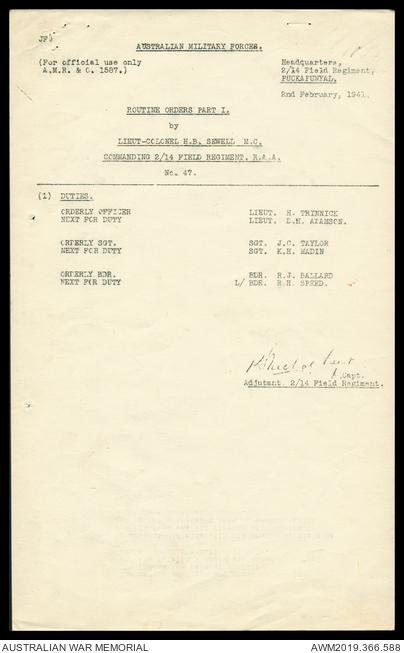 JF
AUSTRALIAN MILITARY FORCES.
(For official use only
A.M.R. & O. 1587.)
Headquarters,
2/14 Field Regiment,
PUCKAPUNYAL.
2nd February, 1941.
ROUTINE ORDERS PART I.
by
LIEUT-COLONEL H.B. SEWELL M.C.
COMMANDING 2/14 FIELD REGIMENT. R.A.A.
No. 47.
(1) DUTIES.
ORDERLY OFFICER LIEUT. H. TRINNICK
NEXT FOR DUTY LIEUT. D.H. ADAMSON.
ORDERLY SGT. SGT. J.C. TAYLOR
NEXT FOR DUTY SGT. K.H. MADIN
ORDERLY BDR. BDR. R.J. BALLARD
NEXT FOR DUTY L/ BDR. R.H. SPEED.
Capt.
Adjutant. 2/14 Field Regiment.
AUSTRALIAN WAR MEMORIAL AWM2019.366.588